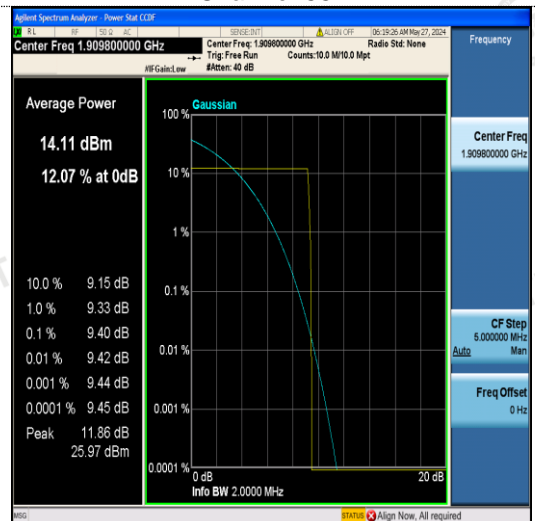 Agilent Spectrum Analyzer - Power Stat CCDF
RL RF 50 Ω AC SENSE:INT ALIGN OFF 06:19:26 AM May 27, 2024
Center Freq 1.909800000 GHz
Center Freq: 1.909800000 GHz Radio Std: None
Trig: Free Run Counts:10.0 M/10.0 Mpt
#IFGain:Low #Atten: 40 dB
Frequency
Average Power
14.11 dBm
12.07 % at 0dB
10.0 % 9.15 dB
1.0 % 9.33 dB
0.1 % 9.40 dB
0.01 % 9.42 dB
0.001 % 9.44 dB
0.0001 % 9.45 dB
Peak 11.86 dB
25.97 dBm
Gaussian
100 %
10 %
1 %
0.1 %
0.01 %
0.001 %
0.0001 %
0 dB 20 dB
Info BW 2.0000 MHz
Center Freq
1.909800000 GHz
CF Step
5.000000 MHz
Auto Man
Freq Offset
0 Hz
MSG STATUS Align Now, All required